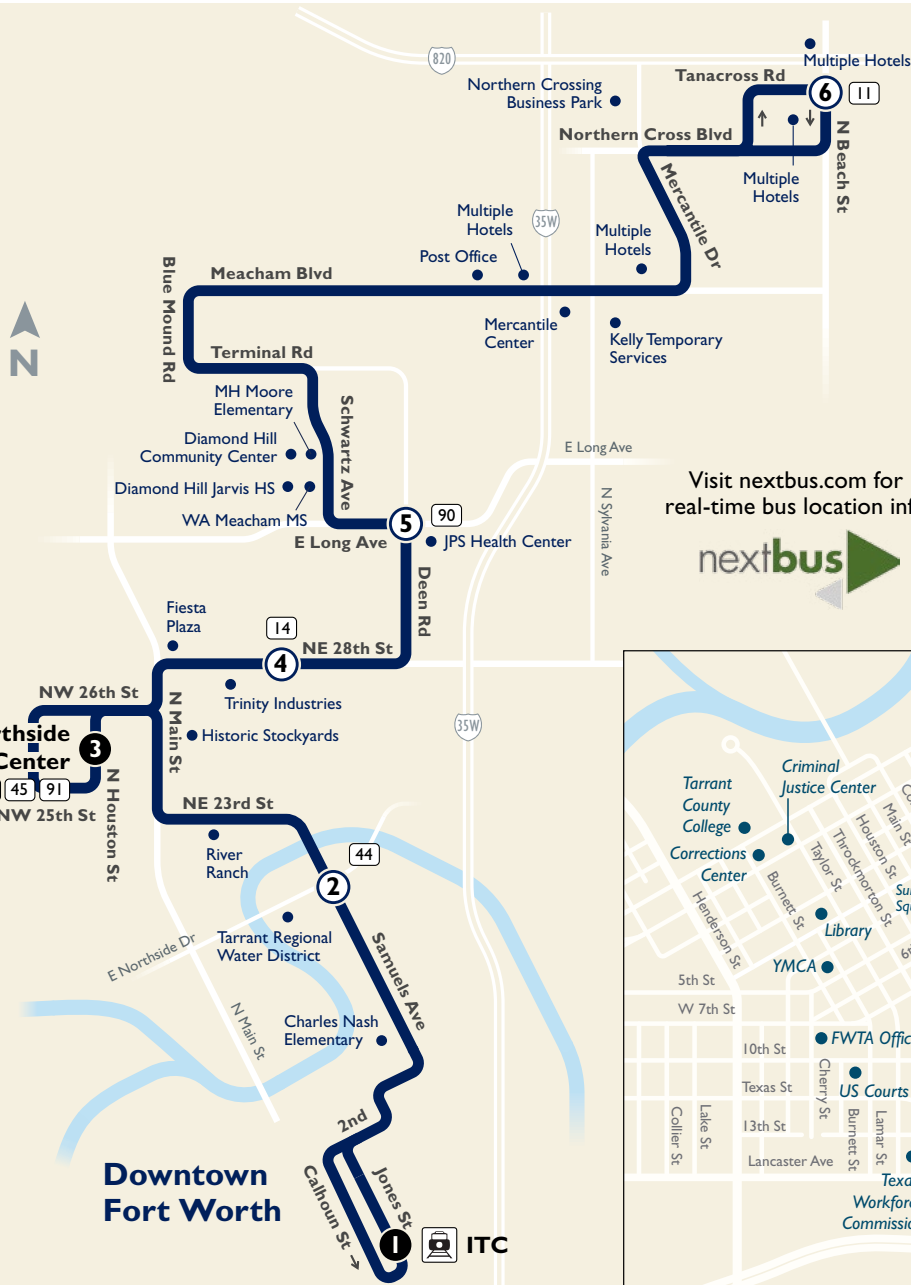 820
Multiple Hotels
Northern Crossing
Business Park
Tanacross Rd
6
11
Northern Cross Blvd
N Beach St
Multiple
Hotels
Mercantile Dr
Multiple
Hotels
35W
Multiple
Hotels
Post Office
Meacham Blvd
Blue Mound Rd
N
Mercantile
Center
Kelly Temporary
Services
Terminal Rd
MH Moore
Elementary
Schwartz Ave
Diamond Hill
Community Center
Diamond Hill Jarvis HS
WA Meacham MS
E Long Ave
N Sylvania Ave
Visit nextbus.com for
real-time bus location inf
nextbus
5
90
E Long Ave
JPS Health Center
Deen Rd
Fiesta
Plaza
14
4
NE 28th St
Trinity Industries
NW 26th St
N Main St
Historic Stockyards
35W
rthside
Center
3
45
91
NW 25th St
N Houston St
NE 23rd St
River
Ranch
44
2
Tarrant Regional
Water District
E Northside Dr
Samuels Ave
N Main St
Charles Nash
Elementary
2nd
Downtown
Fort Worth
Calhoun St
Jones St
1
ITC
Tarrant
County
College
Criminal
Justice Center
Corrections
Center
Main St
Houston St
Throckmorton St
Taylor St
Burnett St
Henderson St
Library
YMCA
5th St
W 7th St
FWTA Offic
10th St
Texas St
Cherry St
US Courts
13th St
Collier St
Lake St
Burnett St
Lamar St
Lancaster Ave
Texa
Workforc
Commissio